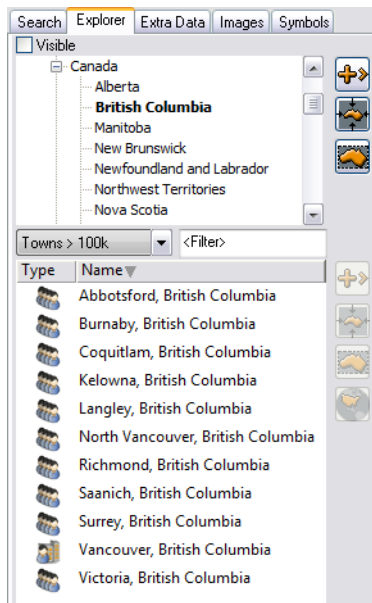 Search Explorer Extra Data Images Symbols
Visible
Canada
Alberta
British Columbia
Manitoba
New Brunswick
Newfoundland and Labrador
Northwest Territories
Nova Scotia
Towns > 100k <Filter>
Type Name
Abbotsford, British Columbia
Burnaby, British Columbia
Coquitlam, British Columbia
Kelowna, British Columbia
Langley, British Columbia
North Vancouver, British Columbia
Richmond, British Columbia
Saanich, British Columbia
Surrey, British Columbia
Vancouver, British Columbia
Victoria, British Columbia